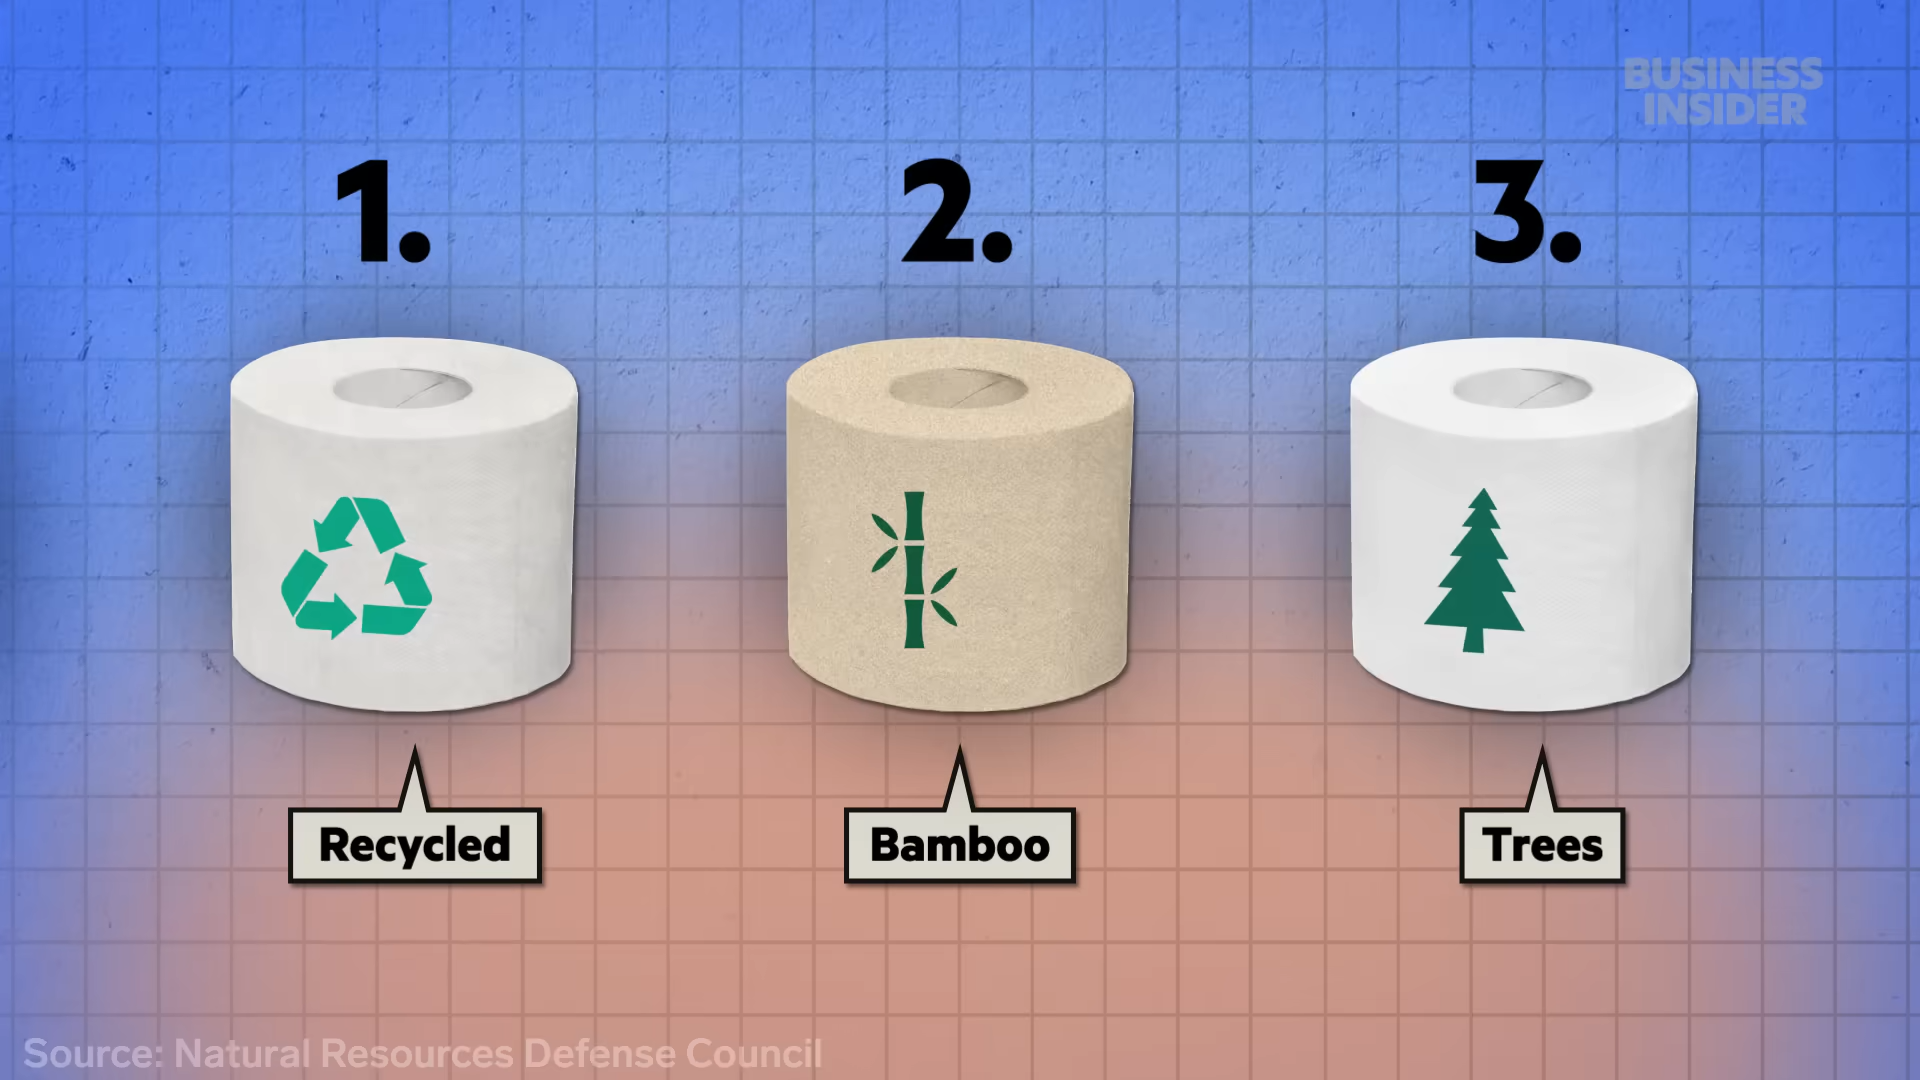 BUSINESS
INSIDER
1.
2.
3.
Recycled
Bamboo
Trees
Source: Natural Resources Defense Council